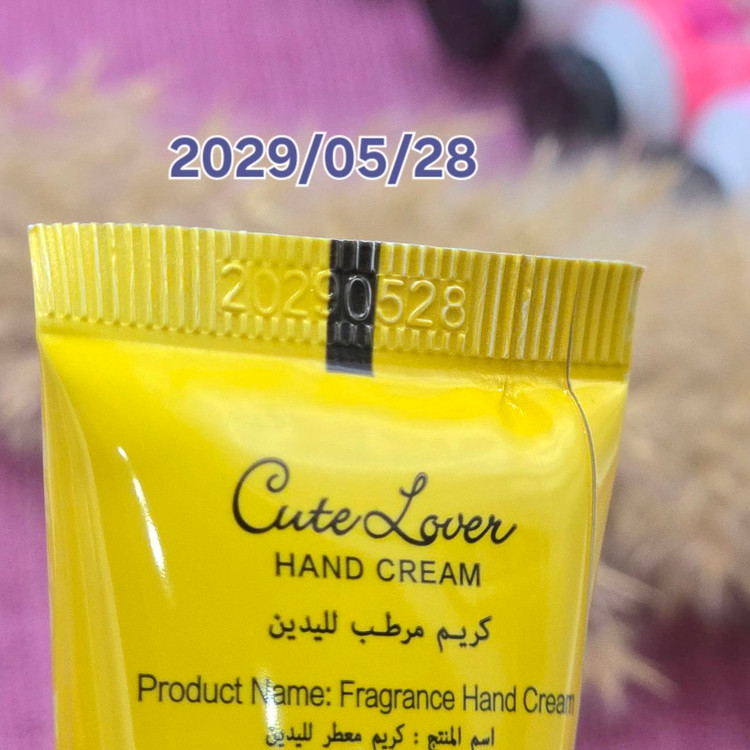 2029/05/28
20290528
Cute Lover
HAND CREAM
كريم مرطب لليدين
Product Name: Fragrance Hand Cream
اسم المنتج : كريم معطر لليدين